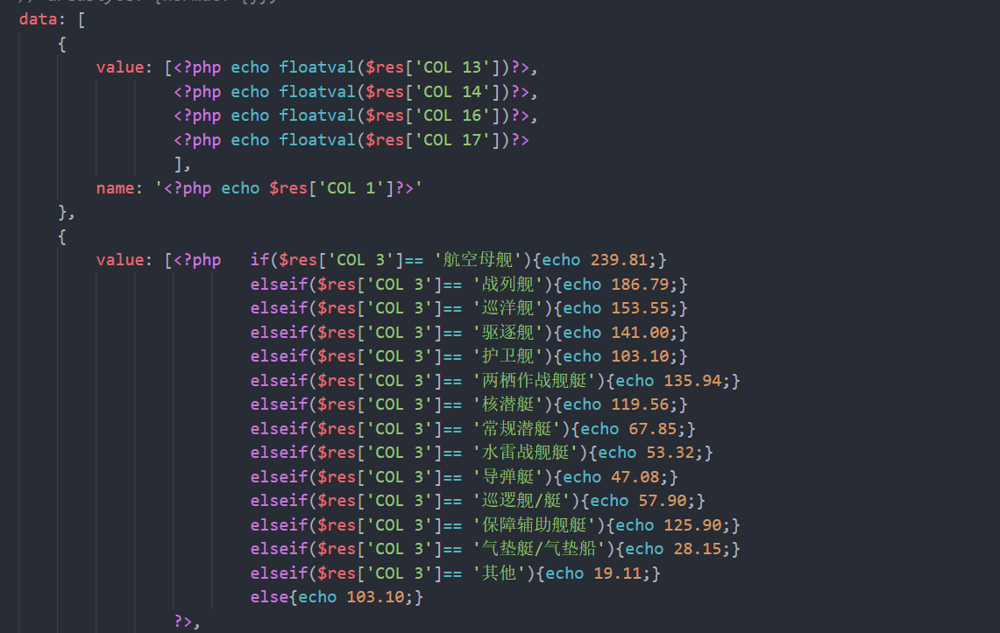 data: [
{
value: [<?php echo floatval($res['COL 13'])?>,
<?php echo floatval($res['COL 14'])?>,
<?php echo floatval($res['COL 16'])?>,
<?php echo floatval($res['COL 17'])?>
],
name: '<?php echo $res['COL 1']?>'
},
{
value: [<?php if($res['COL 3']== '航空母舰'){echo 239.81;}
elseif($res['COL 3']== '战列舰'){echo 186.79;}
elseif($res['COL 3']== '巡洋舰'){echo 153.55;}
elseif($res['COL 3']== '驱逐舰'){echo 141.00;}
elseif($res['COL 3']== '护卫舰'){echo 103.10;}
elseif($res['COL 3']== '两栖作战舰艇'){echo 135.94;}
elseif($res['COL 3']== '核潜艇'){echo 119.56;}
elseif($res['COL 3']== '常规潜艇'){echo 67.85;}
elseif($res['COL 3']== '水雷战舰艇'){echo 53.32;}
elseif($res['COL 3']== '导弹艇'){echo 47.08;}
elseif($res['COL 3']== '巡逻舰/艇'){echo 57.90;}
elseif($res['COL 3']== '保障辅助舰艇'){echo 125.90;}
elseif($res['COL 3']== '气垫艇/气垫船'){echo 28.15;}
elseif($res['COL 3']== '其他'){echo 19.11;}
else{echo 103.10;}
?>,